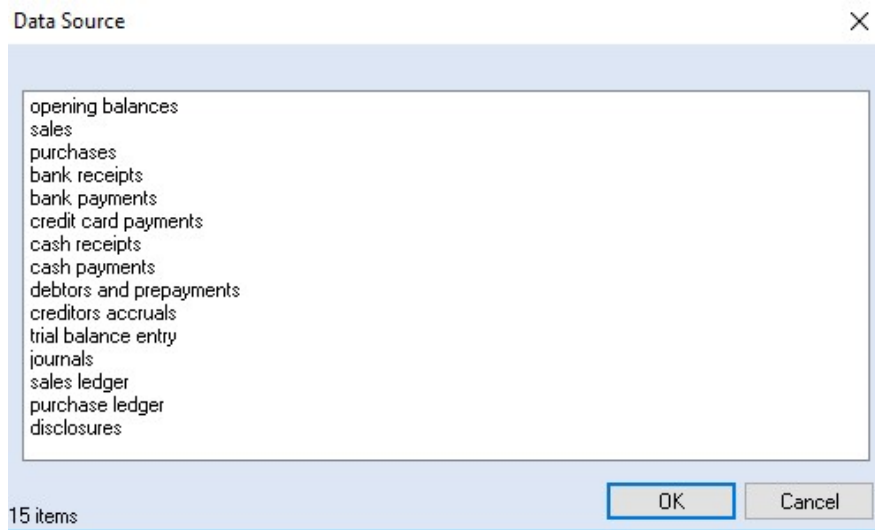 Data Source
opening balances
sales
purchases
bank receipts
bank payments
credit card payments
cash receipts
cash payments
debtors and prepayments
creditors accruals
trial balance entry
journals
sales ledger
purchase ledger
disclosures
OK Cancel
15 items